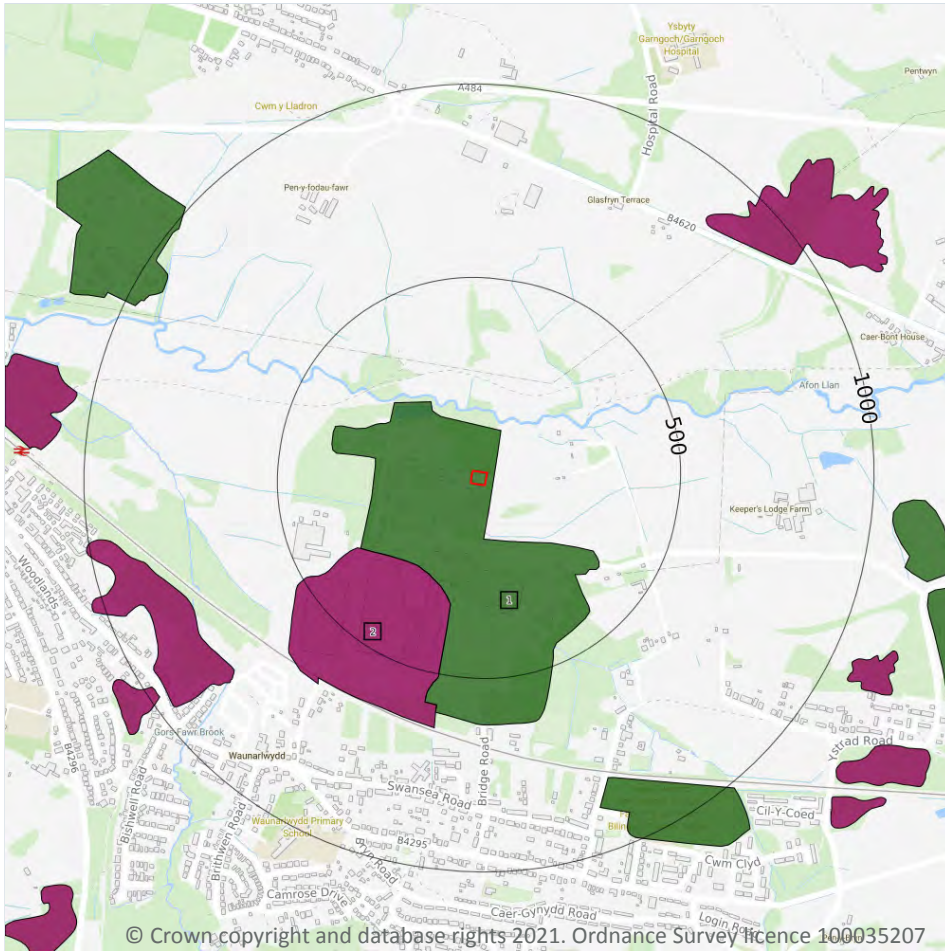 Ysbyty
Garngoch/Garngoch
Hospital
Pentwyn
A484
Cwm y Lladron
Hospital Road
Pen-y-fodau-fawr
Glasfryn Terrace
B4620
Caer-Bont House
Afon Llan
1000
500
Keeper's Lodge Farm
Woodlands
1
2
Gors-Fawr Brook
B4296
Waunarlwydd
Ystrad Road
Bishwell Road
Bridge Road
Swansea Road
Cil-Y-Coed
Waunarlwydd Primary
School
Brithwen Road
B4295
Cwm Clyd
Camrose Drive
Caer-Gynydd Road
Login Road
© Crown copyright and database rights 2021. Ordnance Survey licence 100035207